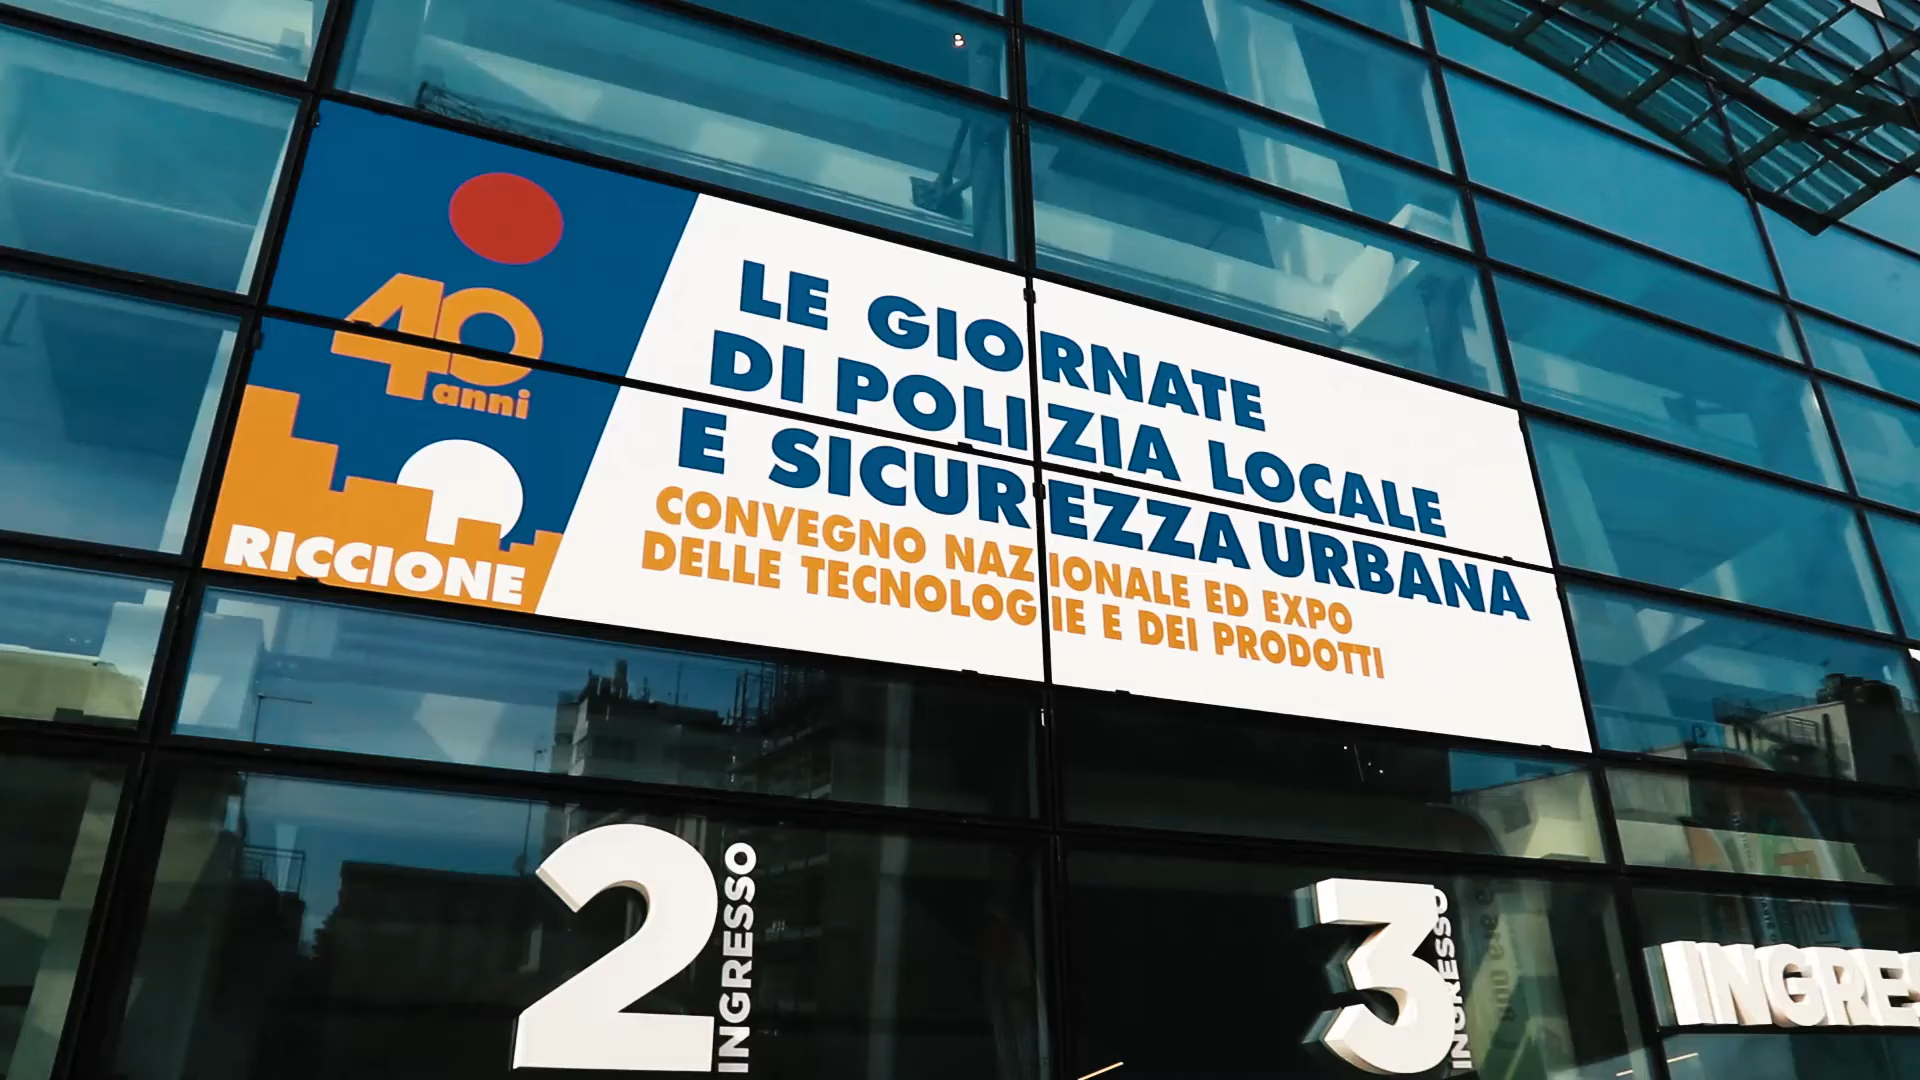 40
anni
RICCIONE
LE GIORNATE
DI POLIZIA LOCALE
E SICUREZZA URBANA
CONVEGNO NAZIONALE ED EXPO
DELLE TECNOLOGIE E DEI PRODOTTI
2
INGRESSO
3
INGRESSO